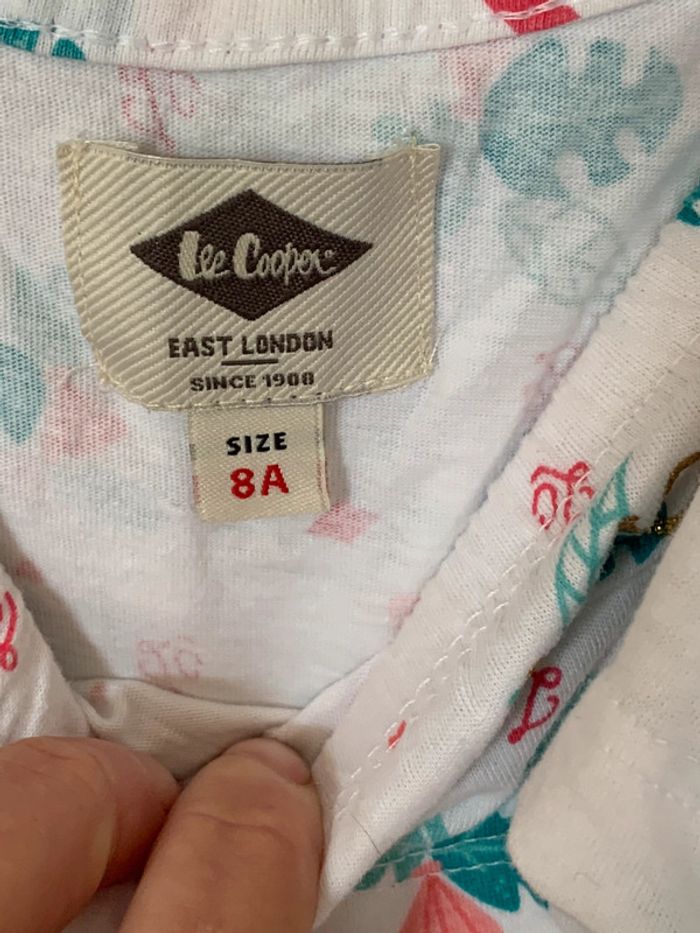 Lee Cooper
EAST LONDON
SINCE 1908
SIZE
8A